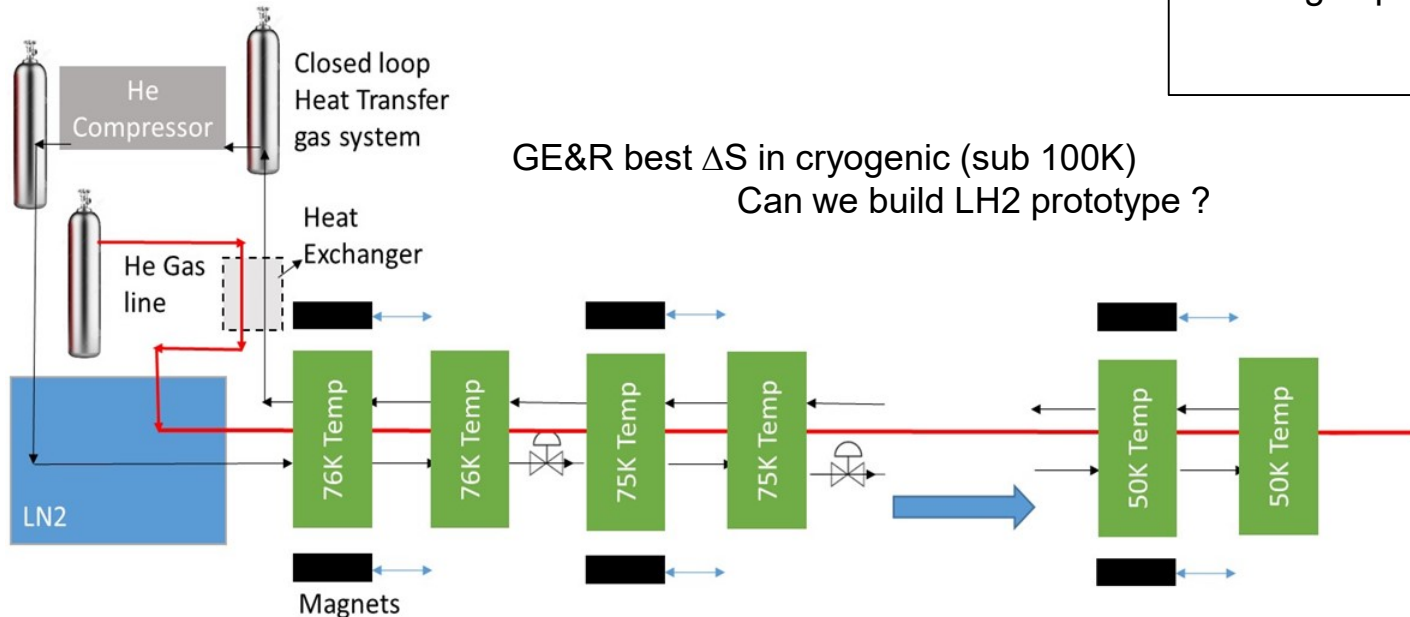 He
Compressor
Closed loop
Heat Transfer
gas system
GE&R best ΔS in cryogenic (sub 100K)
Can we build LH2 prototype ?
Heat
Exchanger
He Gas
line
76K Temp
76K Temp
75K Temp
75K Temp
50K Temp
50K Temp
LN2
Magnets